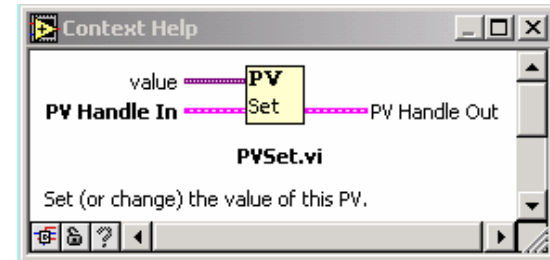 Context Help
value
PV
PV Handle In
Set
PV Handle Out
PVSet.vi
Set (or change) the value of this PV.
?